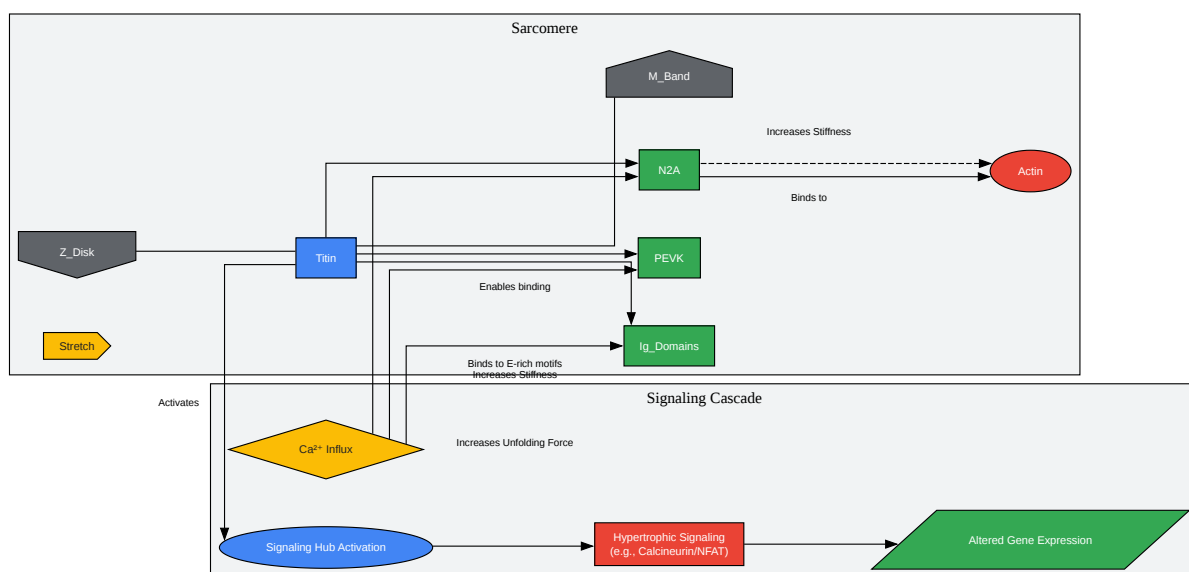 Sarcomere
M_Band
Increases Stiffness
N2A
Actin
Binds to
Z_Disk
Titin
PEVK
Enables binding
Stretch
Ig_Domains
Binds to E-rich motifs
Increases Stiffness
Signaling Cascade
Activates
Ca²⁺ Influx
Increases Unfolding Force
Signaling Hub Activation
Hypertrophic Signaling
(e.g., Calcineurin/NFAT)
Altered Gene Expression